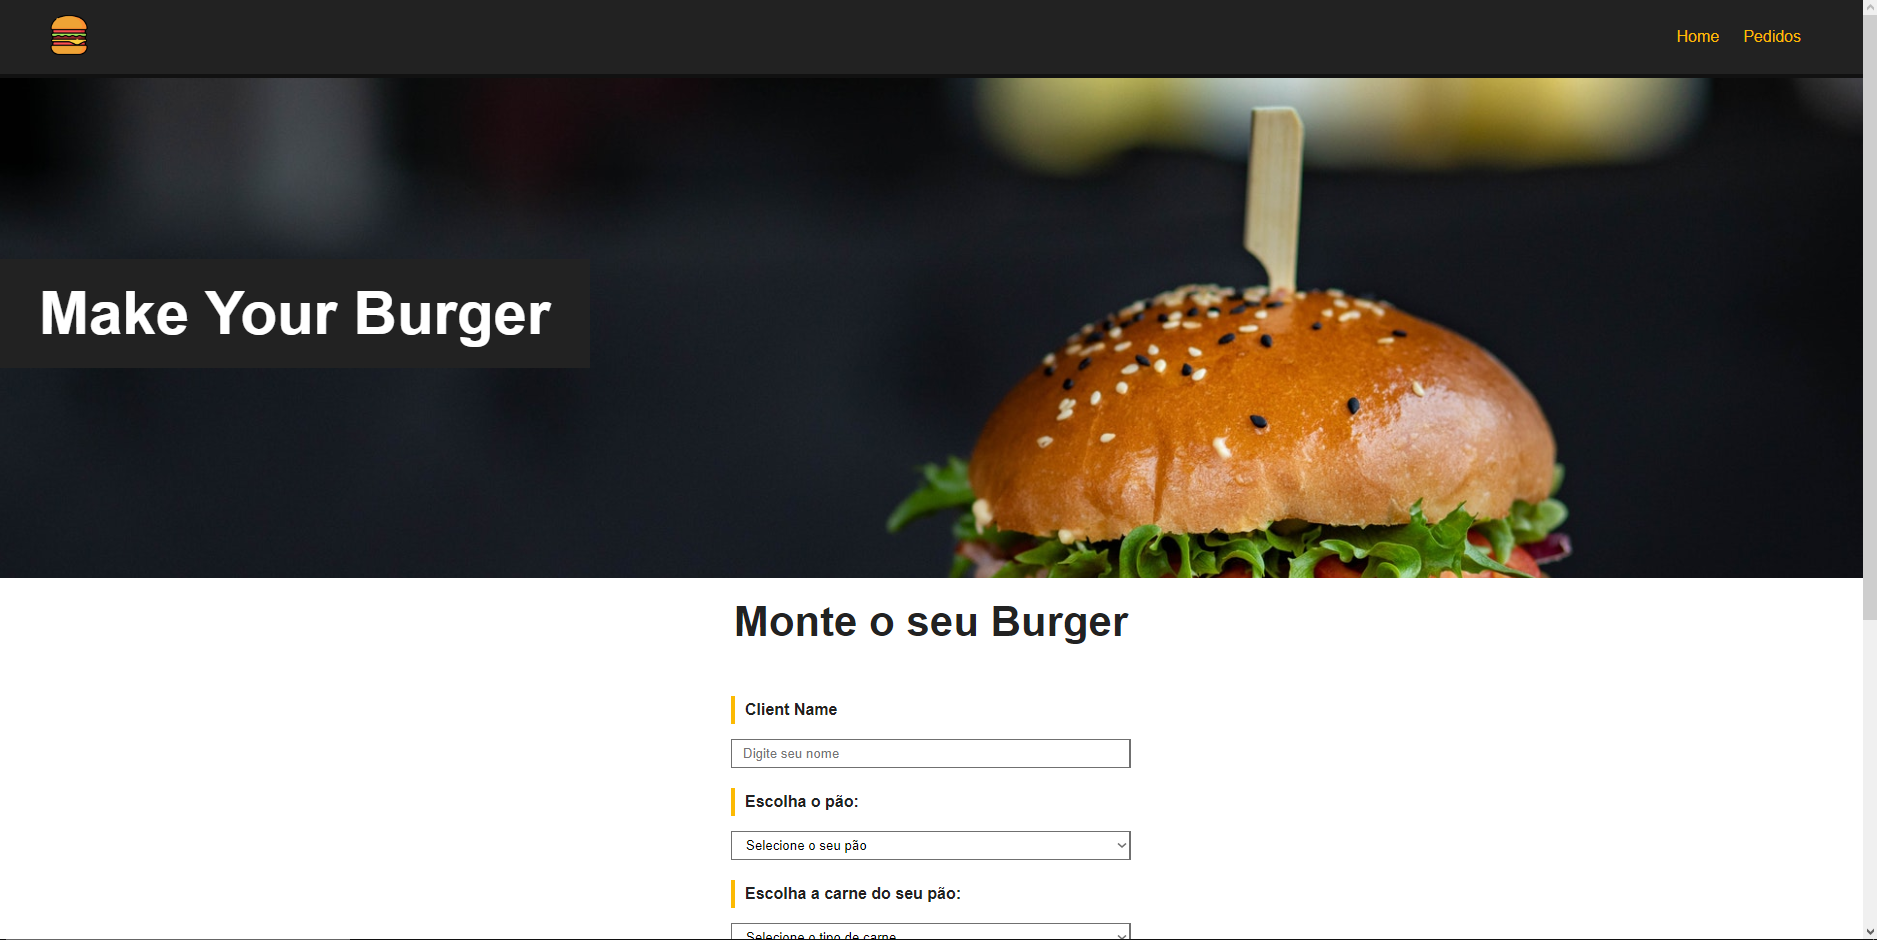 Home Pedidos
Make Your Burger
Monte o seu Burger
Client Name
Digite seu nome
Escolha o pão:
Selecione o seu pão
Escolha a carne do seu pão:
Selecione o tipo de carne